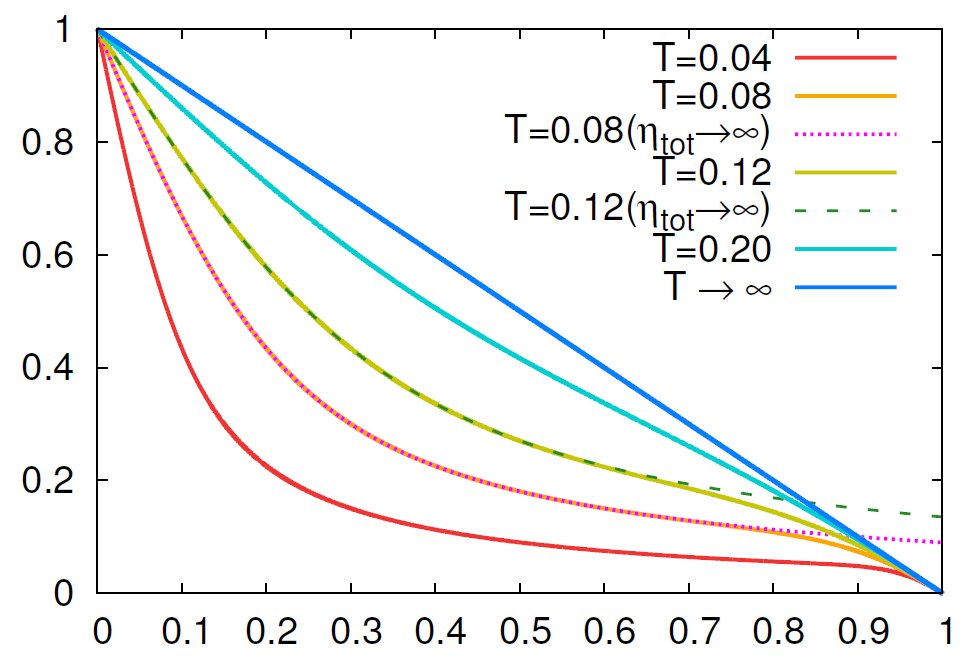 1
0.8
0.6
0.4
0.2
0
T=0.04
T=0.08
T=0.08(ηtot→∞)
T=0.12
T=0.12(ηtot→∞)
T=0.20
T → ∞
0 0.1 0.2 0.3 0.4 0.5 0.6 0.7 0.8 0.9 1